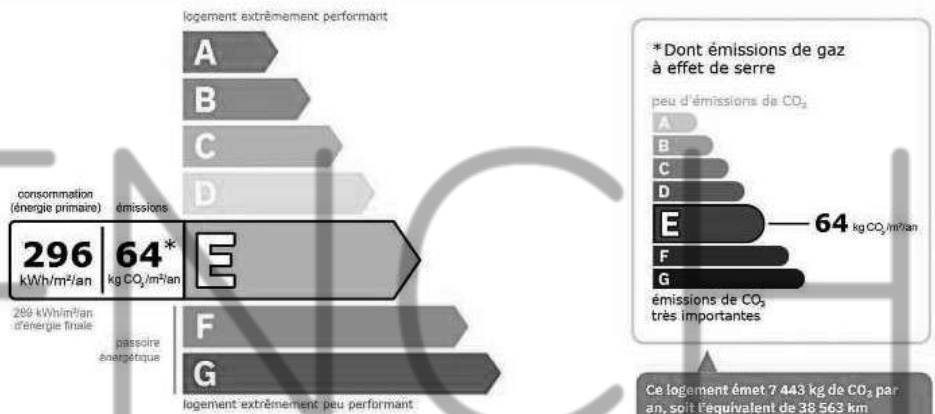 logement extrêmement performant
A
B
C
D
consommation
(énergie primaire)
émissions
296
kWh/m²/an
64*
kg CO₂/m²/an
E
289 kWh/m²/an
d'énergie finale
passoire
énergétique
F
G
logement extrêmement peu performant
*Dont émissions de gaz
à effet de serre
peu d'émissions de CO₂
A
B
C
D
E
64 kg CO₂/m²/an
F
G
émissions de CO₂
très importantes
Ce logement émet 7 443 kg de CO₂ par
an, soit l'équivalent de 38 563 km
ENCH